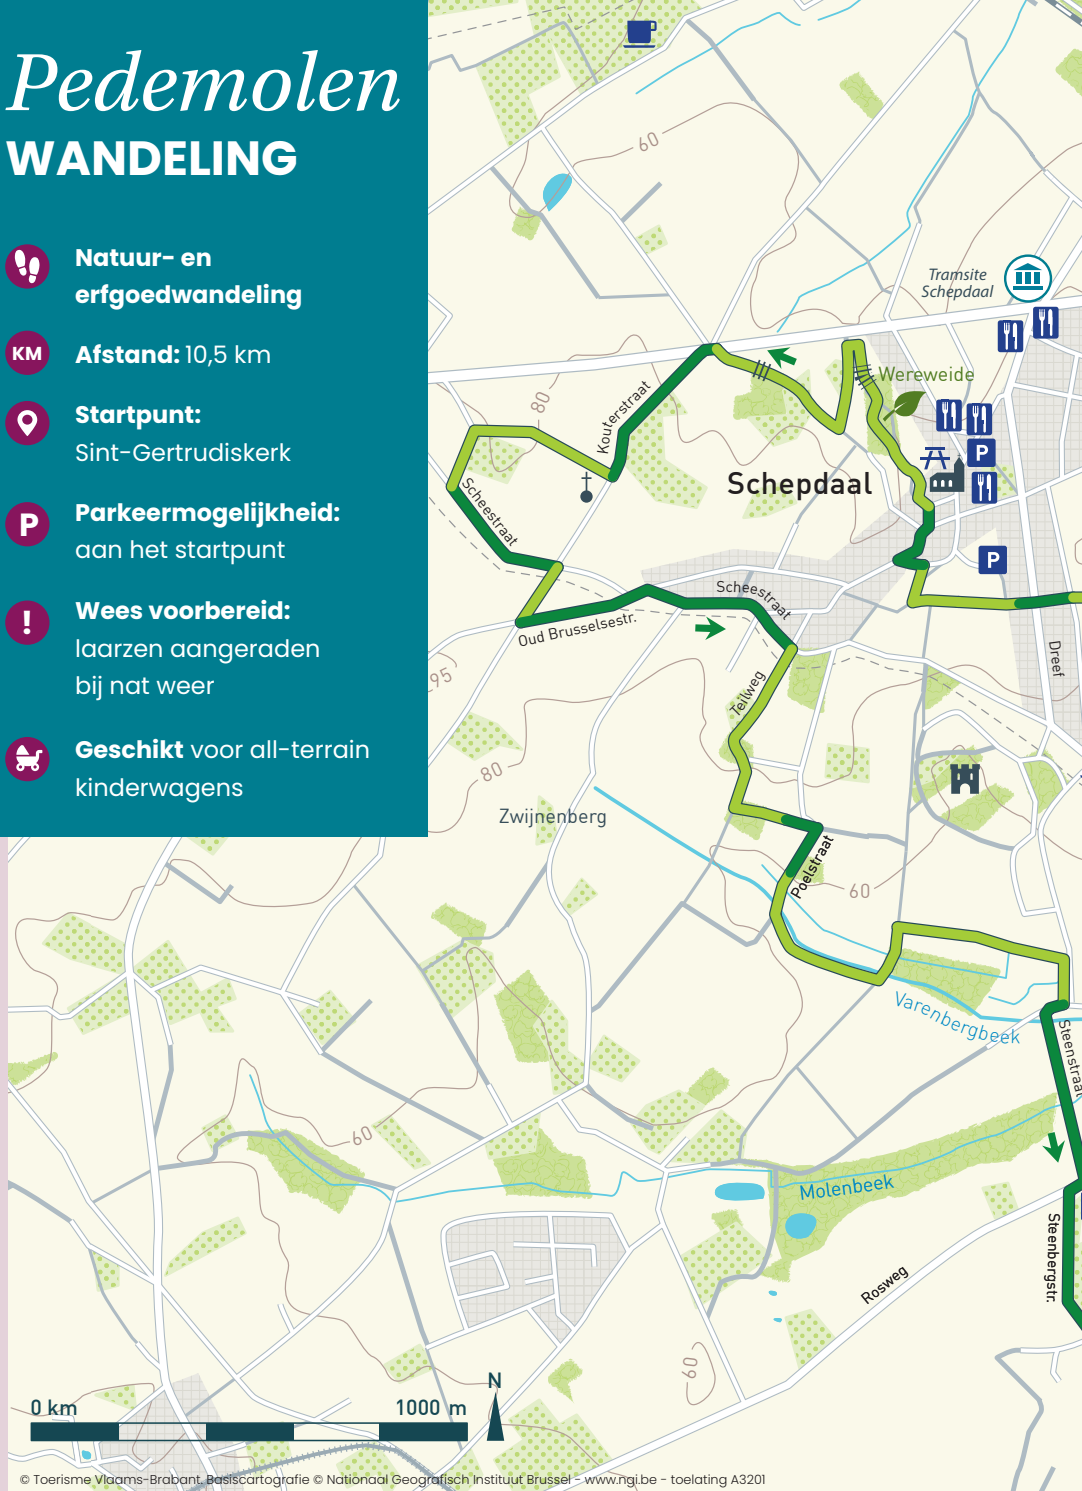 Pedemolen
WANDELING
Natuur- en
erfgoedwandeling
KM
Afstand: 10,5 km
Startpunt:
Sint-Gertrudiskerk
P
Parkeermogelijkheid:
aan het startpunt
!
Wees voorbereid:
laarzen aangeraden
bij nat weer
Geschikt voor all-terrain
kinderwagens
60
Tramsite
Schepdaal
Wereweide
80
Kouterstraat
P
Schepdaal
Scheestraat
P
Scheestraat
Oud Brusselsestr.
Dreef
95
Teilweg
80
Zwijnenberg
Poelstraat
60
Varenbergbeek
Steenstraat
60
Molenbeek
Steenbergstr.
Rosweg
60
N
0 km
1000 m
© Toerisme Vlaams-Brabant. Basiscartografie © Nationaal Geografisch Instituut Brussel - www.ngi.be - toelating A3201